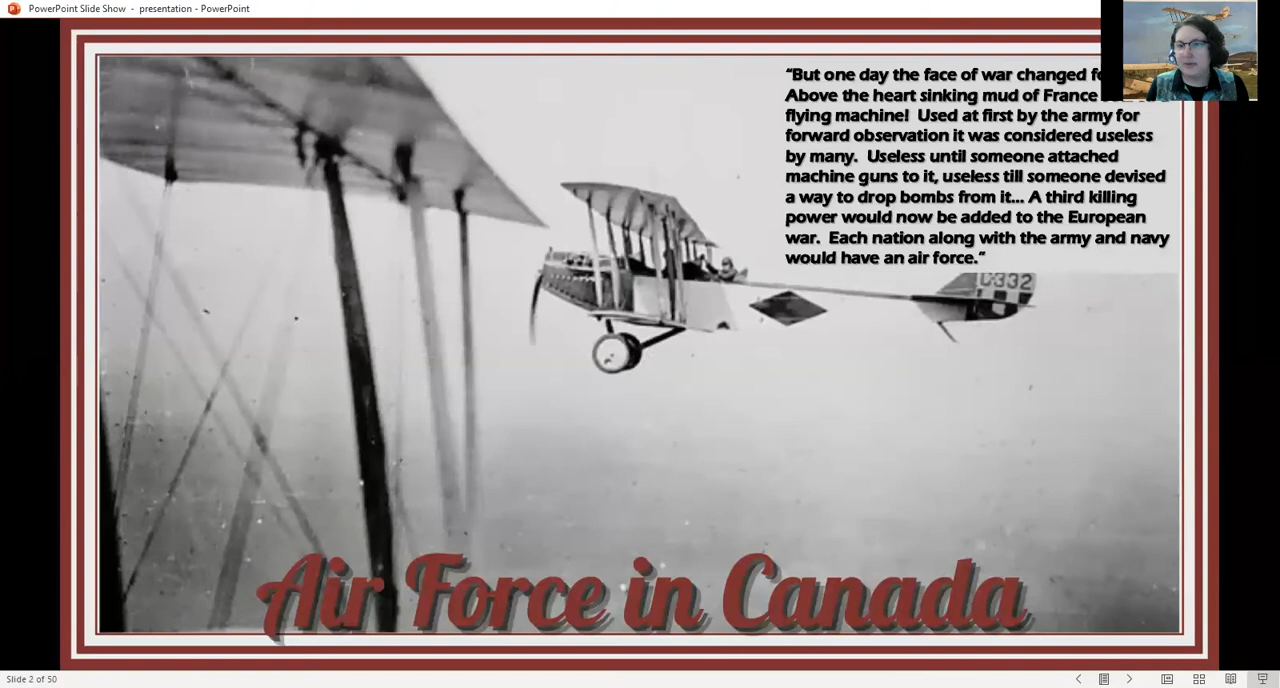 PowerPoint Slide Show - presentation - PowerPoint
“But one day the face of war changed
Above the heart sinking mud of France
flying machine! Used at first by the army for
forward observation it was considered useless
by many. Useless until someone attached
machine guns to it, useless till someone devised
a way to drop bombs from it... A third killing
power would now be added to the European
war. Each nation along with the army and navy
would have an air force.”
C332
Air Force in Canada
Slide 2 of 50